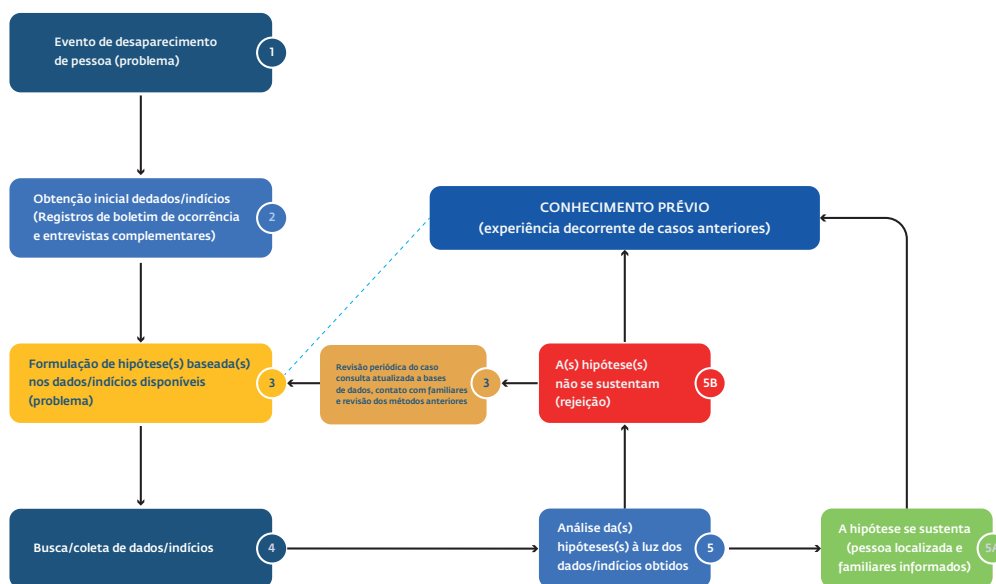 Evento de desaparecimento
de pessoa (problema)
1
Obtenção inicial dedados/indícios
(Registros de boletim de ocorrência
e entrevistas complementares)
2
CONHECIMENTO PRÉVIO
(experiência decorrente de casos anteriores)
Formulação de hipótese(s) baseada(s)
nos dados/indícios disponíveis
(problema)
3
Revisão periódica do caso
consulta atualizada a bases
de dados, contato com familiares
e revisão dos métodos anteriores
3
A(s) hipótese(s)
não se sustentam
(rejeição)
5B
Busca/coleta de dados/indícios
4
Análise da(s)
hipóteses(s) à luz dos
dados/indícios obtidos
5
A hipótese se sustenta
(pessoa localizada e
familiares informados)
5A